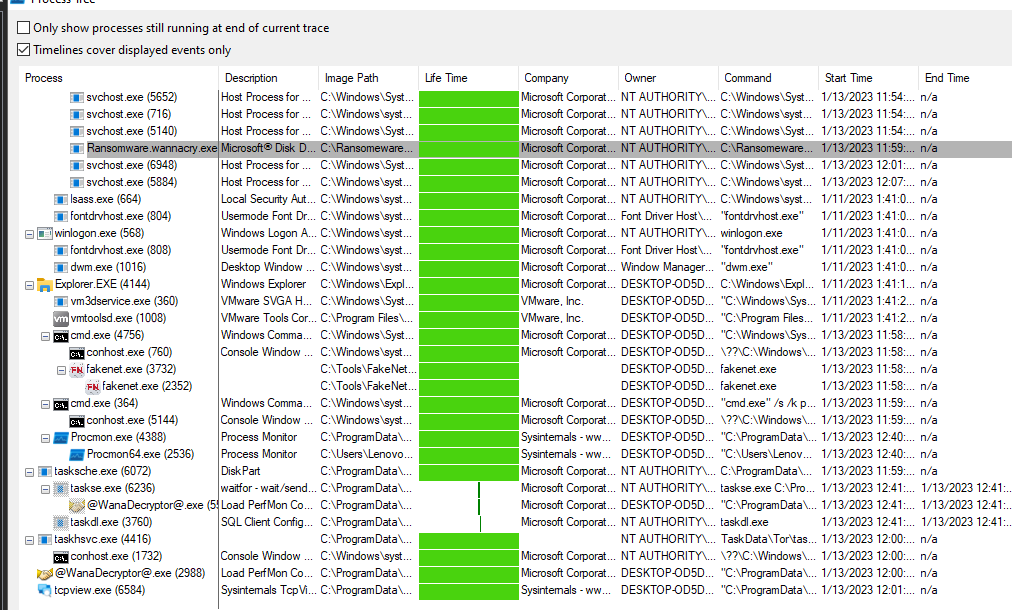 Process Tree
Only show processes still running at end of current trace
Timelines cover displayed events only
Process Description Image Path Life Time Company Owner Command Start Time End Time
svchost.exe (5652) Host Process for ... C:\Windows\Syst... Microsoft Corporat... NT AUTHORITY\... C:\Windows\Syst... 1/13/2023 11:54:... n/a
svchost.exe (716) Host Process for ... C:\Windows\syst... Microsoft Corporat... NT AUTHORITY\... C:\Windows\syst... 1/13/2023 11:54:... n/a
svchost.exe (5140) Host Process for ... C:\Windows\Syst... Microsoft Corporat... NT AUTHORITY\... C:\Windows\Syst... 1/13/2023 11:54:... n/a
Ransomware.wannacry.exe Microsoft® Disk D... C:\Ransomeware... Microsoft Corporat... NT AUTHORITY\... C:\Ransomeware... 1/13/2023 11:59:... n/a
svchost.exe (6948) Host Process for ... C:\Windows\Syst... Microsoft Corporat... NT AUTHORITY\... C:\Windows\Syst... 1/13/2023 12:01:... n/a
svchost.exe (5884) Host Process for ... C:\Windows\syst... Microsoft Corporat... NT AUTHORITY\... C:\Windows\syst... 1/13/2023 12:07:... n/a
lsass.exe (664) Local Security Aut... C:\Windows\syst... Microsoft Corporat... NT AUTHORITY\... C:\Windows\syst... 1/11/2023 1:41:0... n/a
fontdrvhost.exe (804) Usermode Font Dr... C:\Windows\syst... Microsoft Corporat... Font Driver Host\... "fontdrvhost.exe" 1/11/2023 1:41:0... n/a
winlogon.exe (568) Windows Logon A... C:\Windows\syst... Microsoft Corporat... NT AUTHORITY\... winlogon.exe 1/11/2023 1:41:0... n/a
fontdrvhost.exe (808) Usermode Font Dr... C:\Windows\syst... Microsoft Corporat... Font Driver Host\... "fontdrvhost.exe" 1/11/2023 1:41:0... n/a
dwm.exe (1016) Desktop Window ... C:\Windows\syst... Microsoft Corporat... Window Manager... "dwm.exe" 1/11/2023 1:41:0... n/a
Explorer.EXE (4144) Windows Explorer C:\Windows\Expl... Microsoft Corporat... DESKTOP-OD5D... C:\Windows\Expl... 1/11/2023 1:41:1... n/a
vm3dservice.exe (360) VMware SVGA H... C:\Windows\Syst... VMware, Inc. DESKTOP-OD5D... "C:\Windows\Sys... 1/11/2023 1:41:2... n/a
vmtoolsd.exe (1008) VMware Tools Cor... C:\Program Files\... VMware, Inc. DESKTOP-OD5D... "C:\Program Files... 1/11/2023 1:41:2... n/a
cmd.exe (4756) Windows Comma... C:\Windows\syst... Microsoft Corporat... DESKTOP-OD5D... "C:\Windows\Sys... 1/13/2023 11:58:... n/a
conhost.exe (760) Console Window ... C:\Windows\syst... Microsoft Corporat... DESKTOP-OD5D... \??\C:\Windows\... 1/13/2023 11:58:... n/a
fakenet.exe (3732) C:\Tools\FakeNet... DESKTOP-OD5D... fakenet.exe 1/13/2023 11:58:... n/a
fakenet.exe (2352) C:\Tools\FakeNet... DESKTOP-OD5D... fakenet.exe 1/13/2023 11:58:... n/a
cmd.exe (364) Windows Comma... C:\Windows\syst... Microsoft Corporat... DESKTOP-OD5D... "cmd.exe" /s /k p... 1/13/2023 11:59:... n/a
conhost.exe (5144) Console Window ... C:\Windows\syst... Microsoft Corporat... DESKTOP-OD5D... \??\C:\Windows\... 1/13/2023 11:59:... n/a
Procmon.exe (4388) Process Monitor C:\ProgramData\... Sysinternals - ww... DESKTOP-OD5D... "C:\ProgramData\... 1/13/2023 12:40:... n/a
Procmon64.exe (2536) Process Monitor C:\Users\Lenovo... Sysinternals - ww... DESKTOP-OD5D... "C:\Users\Lenov... 1/13/2023 12:40:... n/a
tasksche.exe (6072) DiskPart C:\ProgramData\... Microsoft Corporat... NT AUTHORITY\... C:\ProgramData\... 1/13/2023 11:59:... n/a
taskse.exe (6236) waitfor - wait/send... C:\ProgramData\... Microsoft Corporat... NT AUTHORITY\... taskse.exe C:\Pro... 1/13/2023 12:41:... 1/13/2023 12:41:...
@WanaDecryptor@.exe (5 Load PerfMon Co... C:\ProgramData\... Microsoft Corporat... DESKTOP-OD5D... "C:\ProgramData\... 1/13/2023 12:41:... 1/13/2023 12:41:...
taskdl.exe (3760) SQL Client Config... C:\ProgramData\... Microsoft Corporat... NT AUTHORITY\... taskdl.exe 1/13/2023 12:41:... 1/13/2023 12:41:...
taskhsvc.exe (4416) C:\ProgramData\... NT AUTHORITY\... TaskData\Tor\tas... 1/13/2023 12:00:... n/a
conhost.exe (1732) Console Window ... C:\Windows\syst... Microsoft Corporat... NT AUTHORITY\... \??\C:\Windows\... 1/13/2023 12:00:... n/a
@WanaDecryptor@.exe (2988) Load PerfMon Co... C:\ProgramData\... Microsoft Corporat... DESKTOP-OD5D... "C:\ProgramData\... 1/13/2023 12:00:... n/a
tcpview.exe (6584) Sysinternals TcpVi... C:\ProgramData\... Sysinternals - ww... DESKTOP-OD5D... "C:\ProgramData\... 1/13/2023 12:01:... n/a